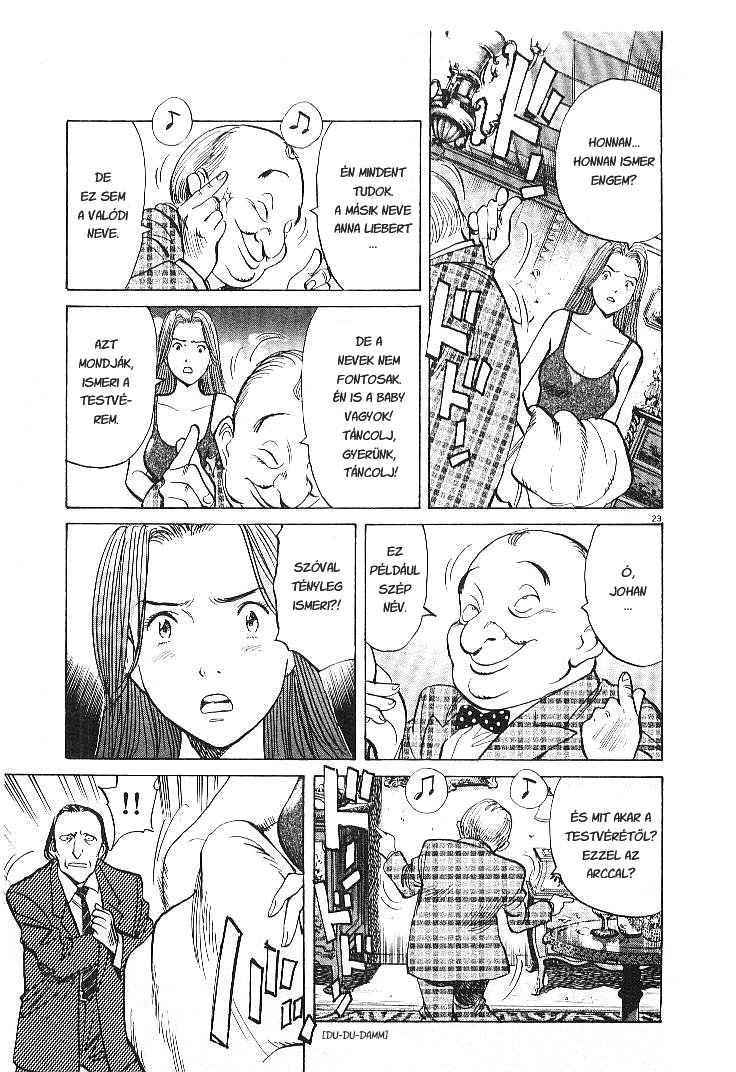 HONNAN...
HONNAN ISMER
ENGEM?
ÉN MINDENT
TUDOK.
A MÁSIK NEVE
ANNA LIEBERT
...
DE
EZ SEM
A VALÓDI
NEVE.
DE A
NEVEK NEM
FONTOSAK.
ÉN IS A BABY
VAGYOK!
TÁNCOLJ,
GYERÜNK,
TÁNCOLJ!
AZT
MONDJÁK,
ISMERI A
TESTVÉ-
REM.
23
Ó,
JOHAN
...
EZ
PÉLDÁUL
SZÉP
NÉV.
SZÓVAL
TÉNYLEG
ISMERI?!
ÉS MIT AKAR A
TESTVÉRÉTŐL?
EZZEL AZ
ARCCAL?
[DU-DU-DAMM]
!!